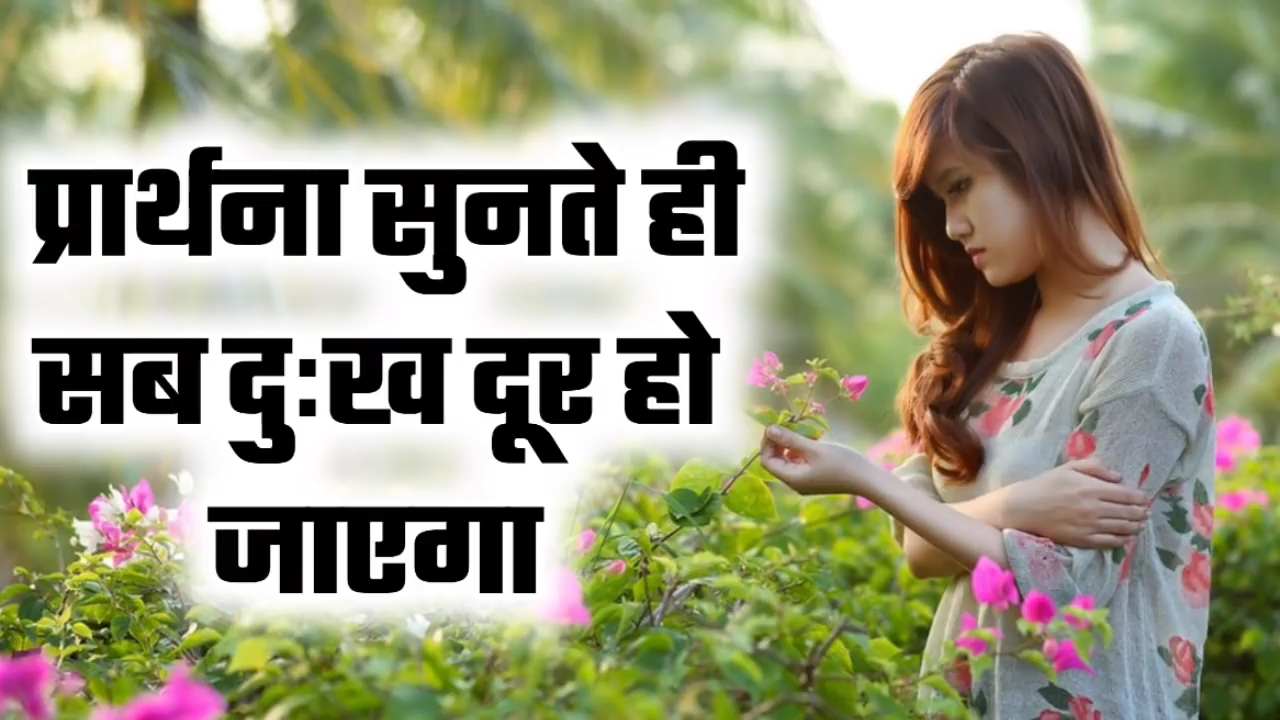 प्रार्थना सुनते ही
सब दुःख दूर हो
जाएगा